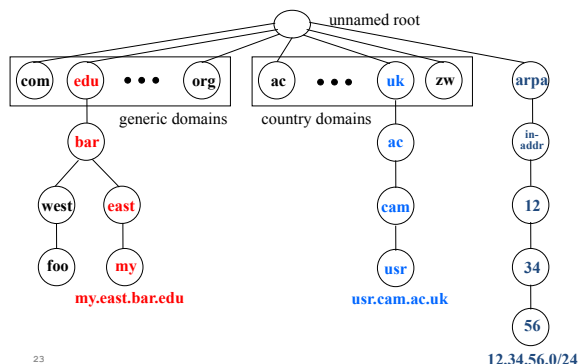 unnamed root
com edu • • • org ac • • • uk zw arpa
generic domains country domains
bar ac in-
addr
west east cam 12
foo my usr 34
my.east.bar.edu usr.cam.ac.uk
56
23 12.34.56.0/24